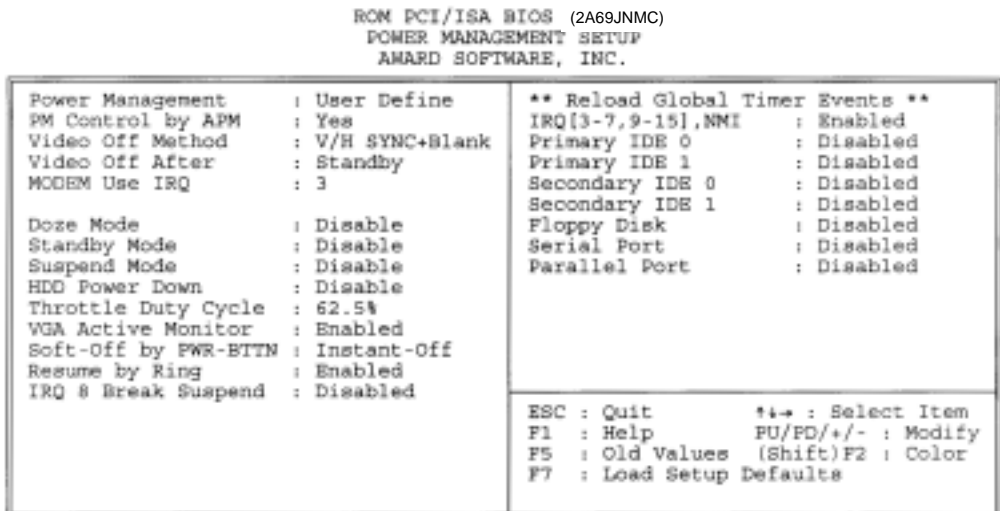 ROM PCI/ISA BIOS (2A69JNMC)
POWER MANAGEMENT SETUP
AWARD SOFTWARE, INC.
Power Management : User Define
PM Control by APM : Yes
Video Off Method : V/H SYNC+Blank
Video Off After : Standby
MODEM Use IRQ : 3
Doze Mode : Disable
Standby Mode : Disable
Suspend Mode : Disable
HDD Power Down : Disable
Throttle Duty Cycle : 62.5%
VGA Active Monitor : Enabled
Soft-Off by PWR-BTTN : Instant-Off
Resume by Ring : Enabled
IRQ 8 Break Suspend : Disabled
** Reload Global Timer Events **
IRQ[3-7,9-15],NMI : Enabled
Primary IDE 0 : Disabled
Primary IDE 1 : Disabled
Secondary IDE 0 : Disabled
Secondary IDE 1 : Disabled
Floppy Disk : Disabled
Serial Port : Disabled
Parallel Port : Disabled
ESC : Quit ↑↓→ : Select Item
F1 : Help PU/PD/+/- : Modify
F5 : Old Values (Shift)F2 : Color
F7 : Load Setup Defaults